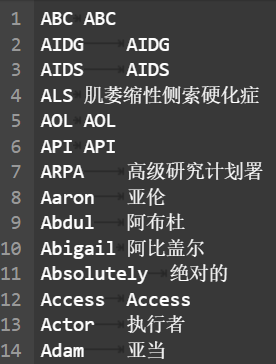 1 ABC ABC
2 AIDG AIDG
3 AIDS AIDS
4 ALS 肌萎缩性侧索硬化症
5 AOL AOL
6 API API
7 ARPA 高级研究计划署
8 Aaron 亚伦
9 Abdul 阿布杜
10 Abigail 阿比盖尔
11 Absolutely 绝对的
12 Access Access
13 Actor 执行者
14 Adam 亚当